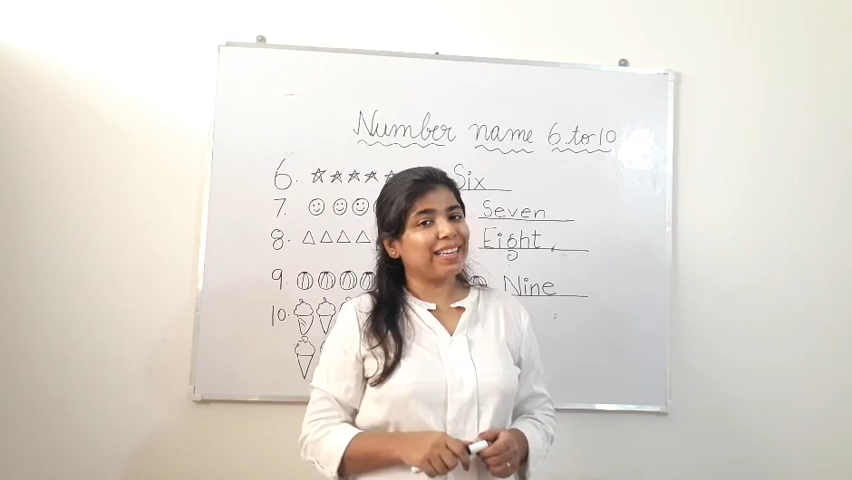 Number name 6 to 10
6. Six
7. Seven
8. Eight
9. Nine
10.